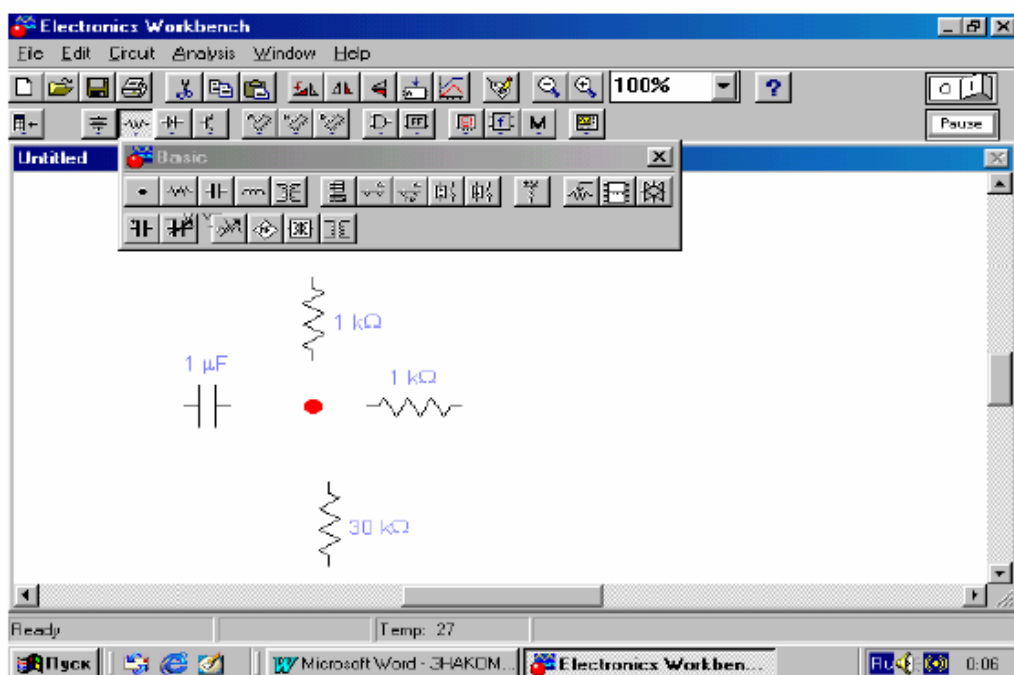 Electronics Workbench
File Edit Circuit Analysis Window Help
100% ?
Pause
Untitled
Basic
1 kΩ
1 µF
1 kΩ
30 kΩ
Ready Temp: 27
Пуск Microsoft Word - ЗНАКОМ... Electronics Workben... Ru 0:06